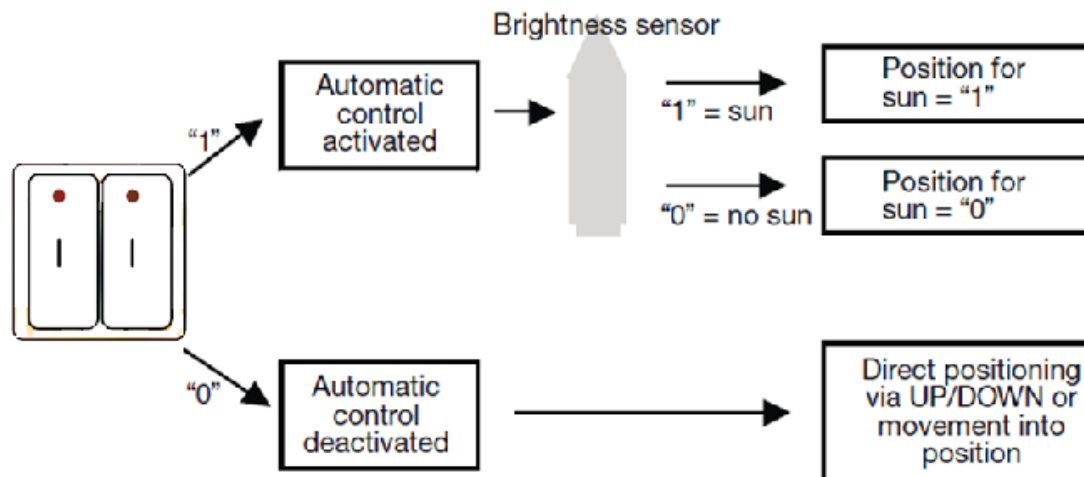 Brightness sensor
Automatic
control
activated
“1”
“1” = sun
Position for
sun = “1”
“0” = no sun
Position for
sun = “0”
“0”
Automatic
control
deactivated
Direct positioning
via UP/DOWN or
movement into
position